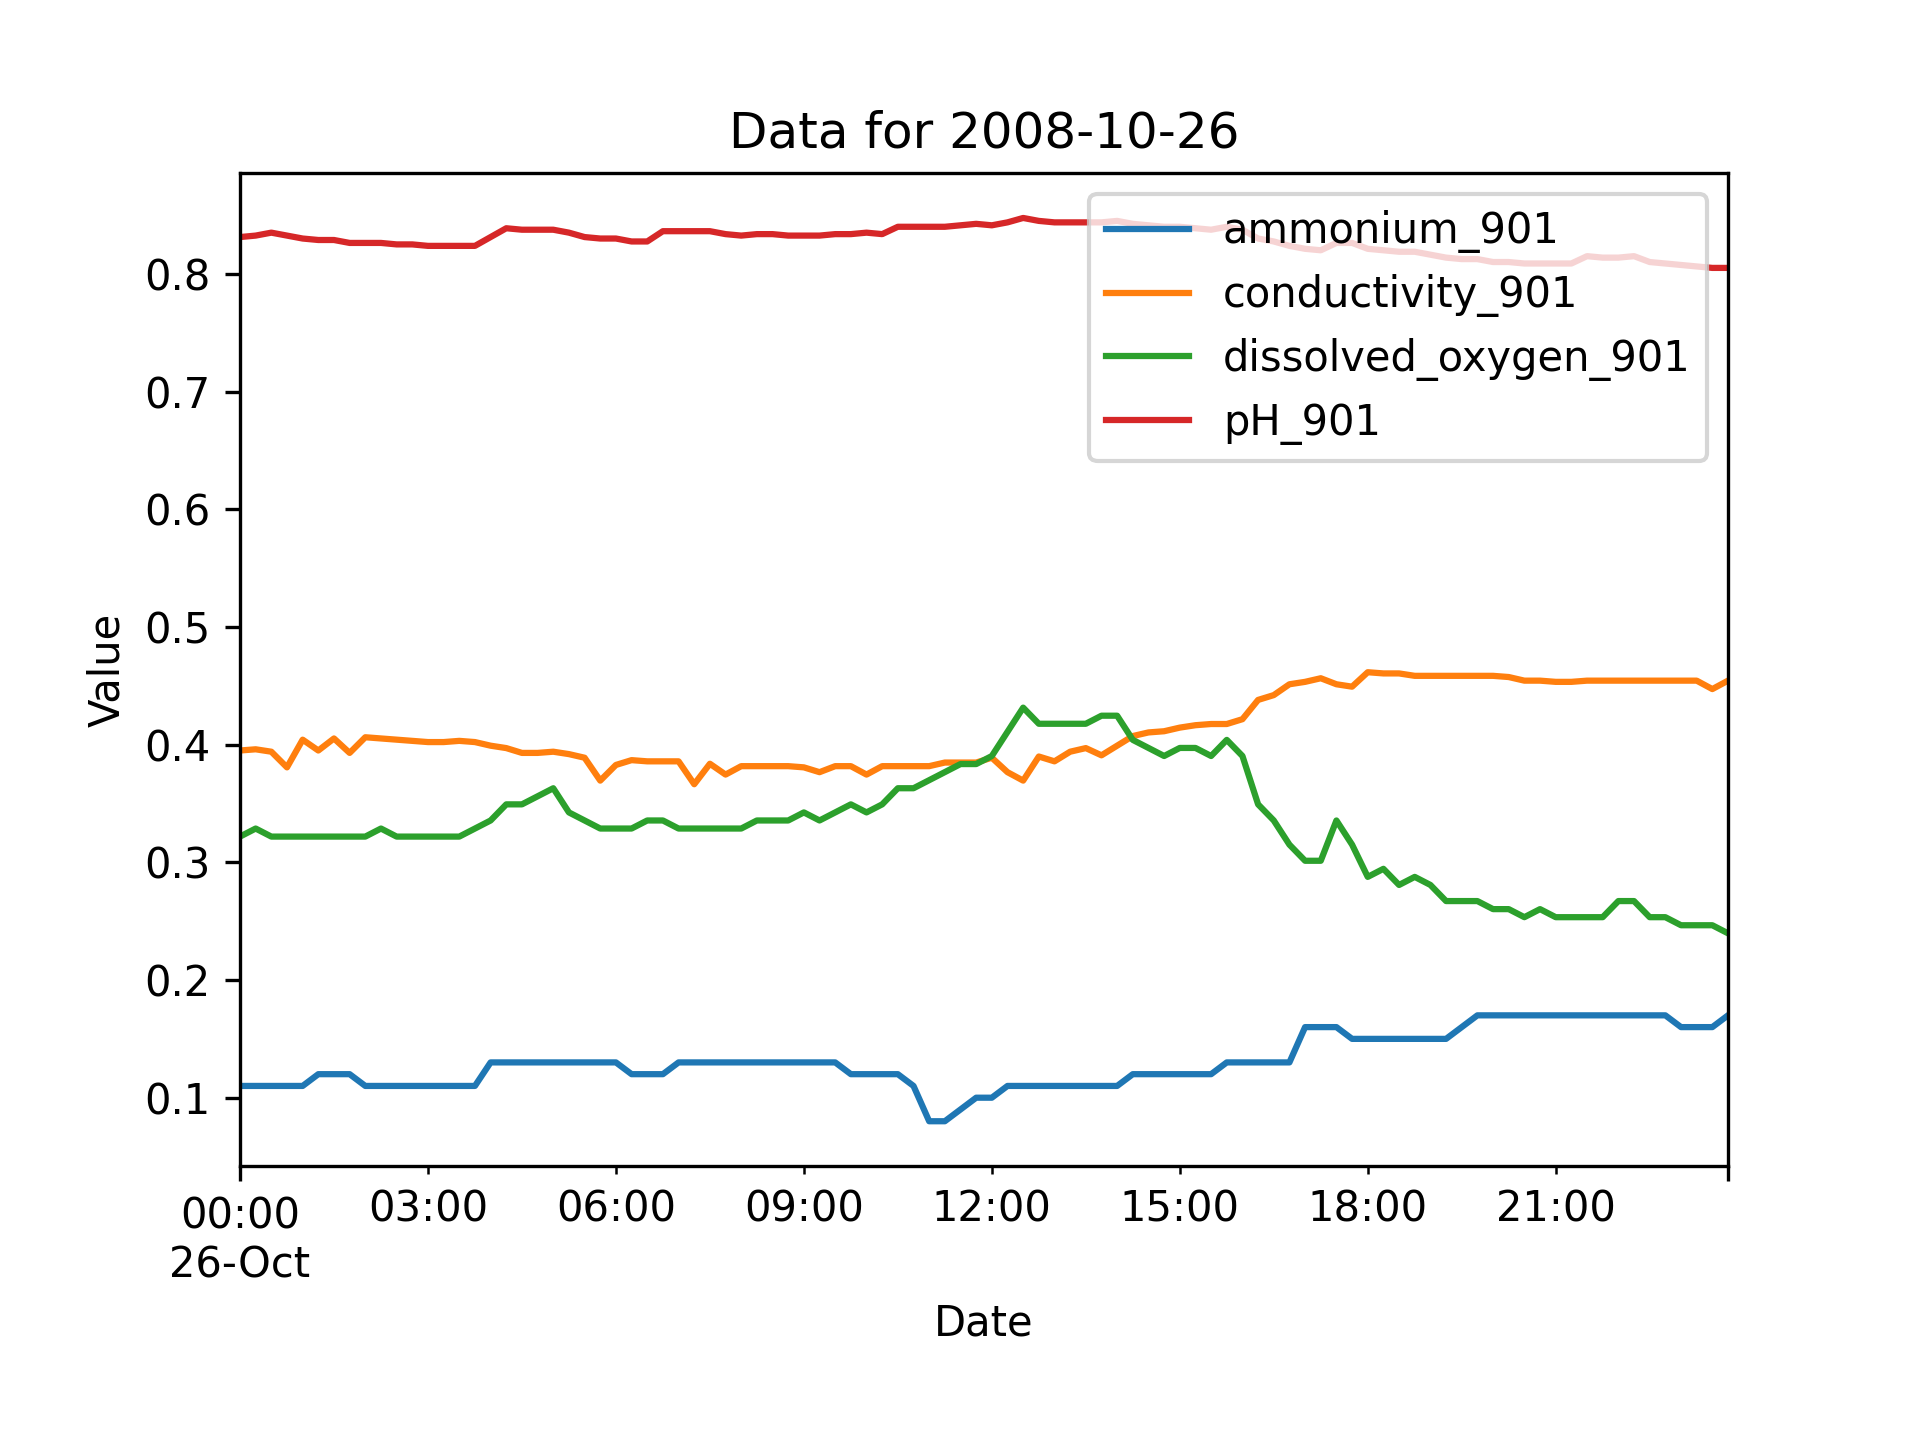 Data for 2008-10-26
ammonium_901
conductivity_901
dissolved_oxygen_901
pH_901
Value
0.8
0.7
0.6
0.5
0.4
0.3
0.2
0.1
00:00 03:00 06:00 09:00 12:00 15:00 18:00 21:00
26-Oct
Date